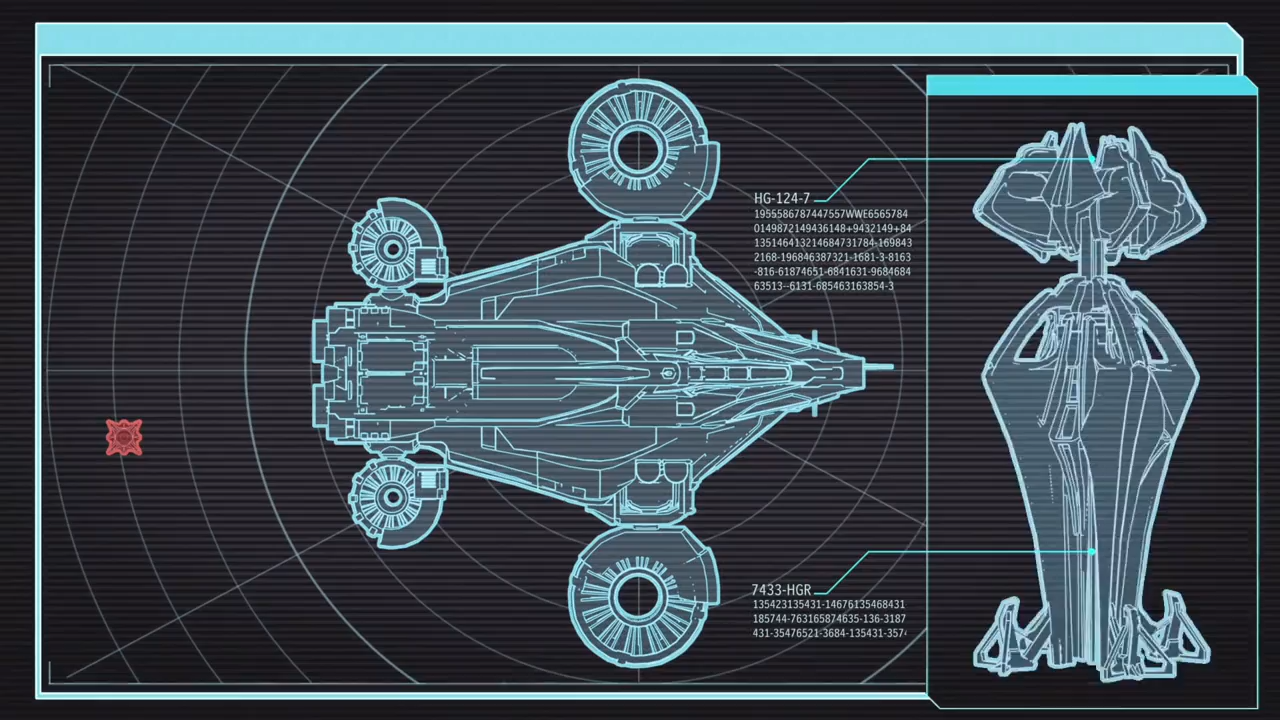 HG-124-7
1955586787447557WWE6565784
0149872149436148+9432149+84
13514641321468473​1784-169843
2168-196846387321-1681-3-8163
-816-61874651-6841631-9684684
63513--6131-685463163854-3
7433-HGR
135423135431-14676135468431
185744-763165874635-136-3187
431-35476521-3684-135431-357